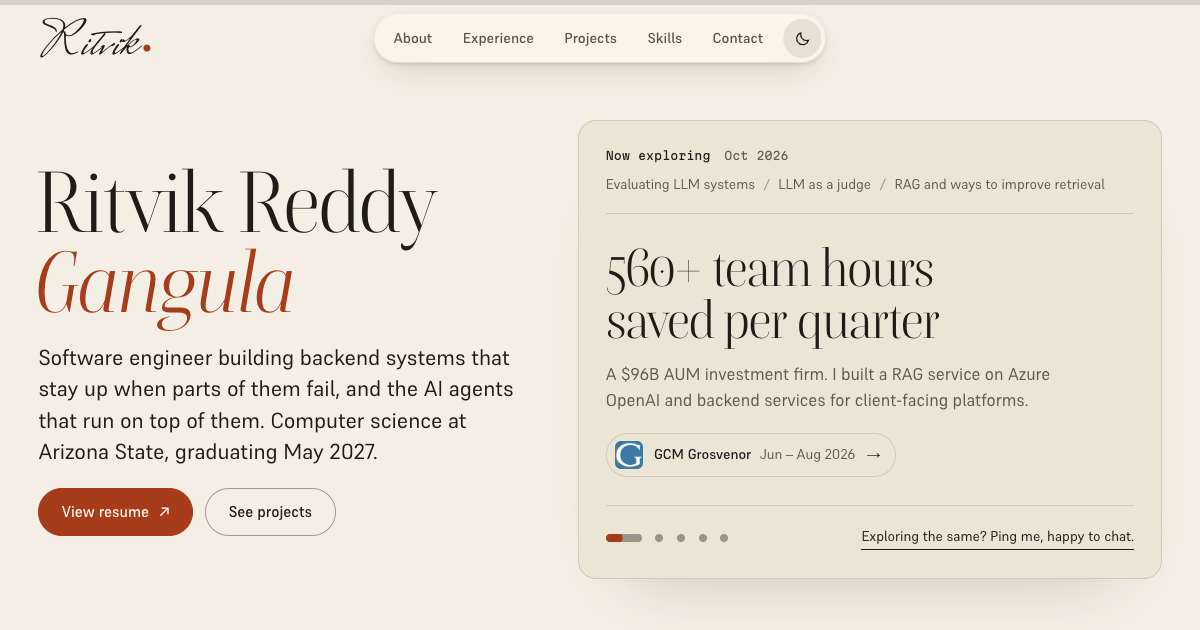 Ritvik.
About Experience Projects Skills Contact
Ritvik Reddy
Gangula
Software engineer building backend systems that
stay up when parts of them fail, and the AI agents
that run on top of them. Computer science at
Arizona State, graduating May 2027.
View resume ↗
See projects
Now exploring Oct 2026
Evaluating LLM systems / LLM as a judge / RAG and ways to improve retrieval
560+ team hours
saved per quarter
A $96B AUM investment firm. I built a RAG service on Azure
OpenAI and backend services for client-facing platforms.
G GCM Grosvenor Jun – Aug 2026 →
Exploring the same? Ping me, happy to chat.